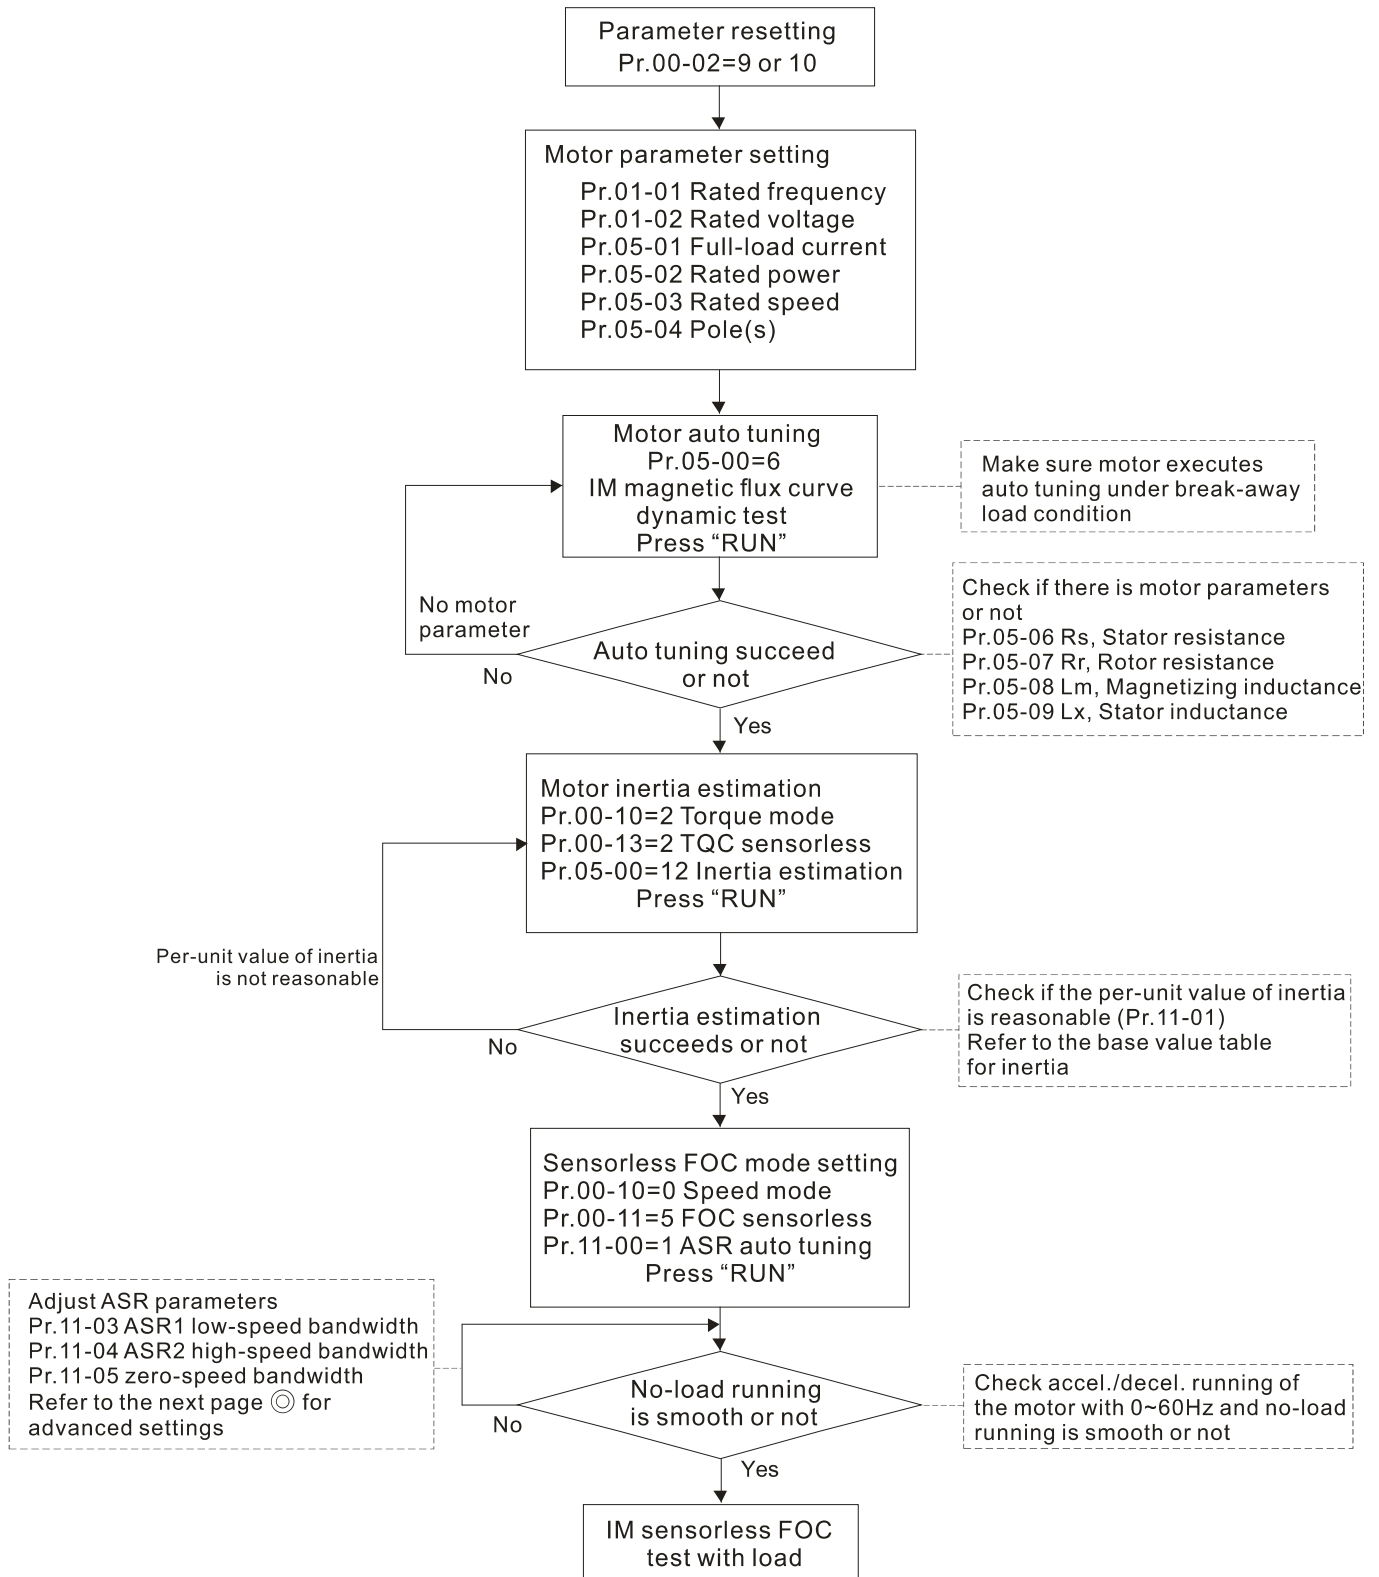 Parameter resetting
Pr.00-02=9 or 10
Motor parameter setting
Pr.01-01 Rated frequency
Pr.01-02 Rated voltage
Pr.05-01 Full-load current
Pr.05-02 Rated power
Pr.05-03 Rated speed
Pr.05-04 Pole(s)
Motor auto tuning
Pr.05-00=6
IM magnetic flux curve
dynamic test
Press “RUN”
Make sure motor executes
auto tuning under break-away
load condition
No motor
parameter
No
Auto tuning succeed
or not
Yes
Check if there is motor parameters
or not
Pr.05-06 Rs, Stator resistance
Pr.05-07 Rr, Rotor resistance
Pr.05-08 Lm, Magnetizing inductance
Pr.05-09 Lx, Stator inductance
Motor inertia estimation
Pr.00-10=2 Torque mode
Pr.00-13=2 TQC sensorless
Pr.05-00=12 Inertia estimation
Press “RUN”
Per-unit value of inertia
is not reasonable
No
Inertia estimation
succeeds or not
Yes
Check if the per-unit value of inertia
is reasonable (Pr.11-01)
Refer to the base value table
for inertia
Sensorless FOC mode setting
Pr.00-10=0 Speed mode
Pr.00-11=5 FOC sensorless
Pr.11-00=1 ASR auto tuning
Press “RUN”
Adjust ASR parameters
Pr.11-03 ASR1 low-speed bandwidth
Pr.11-04 ASR2 high-speed bandwidth
Pr.11-05 zero-speed bandwidth
Refer to the next page ◎ for
advanced settings
No
No-load running
is smooth or not
Yes
Check accel./decel. running of
the motor with 0~60Hz and no-load
running is smooth or not
IM sensorless FOC
test with load